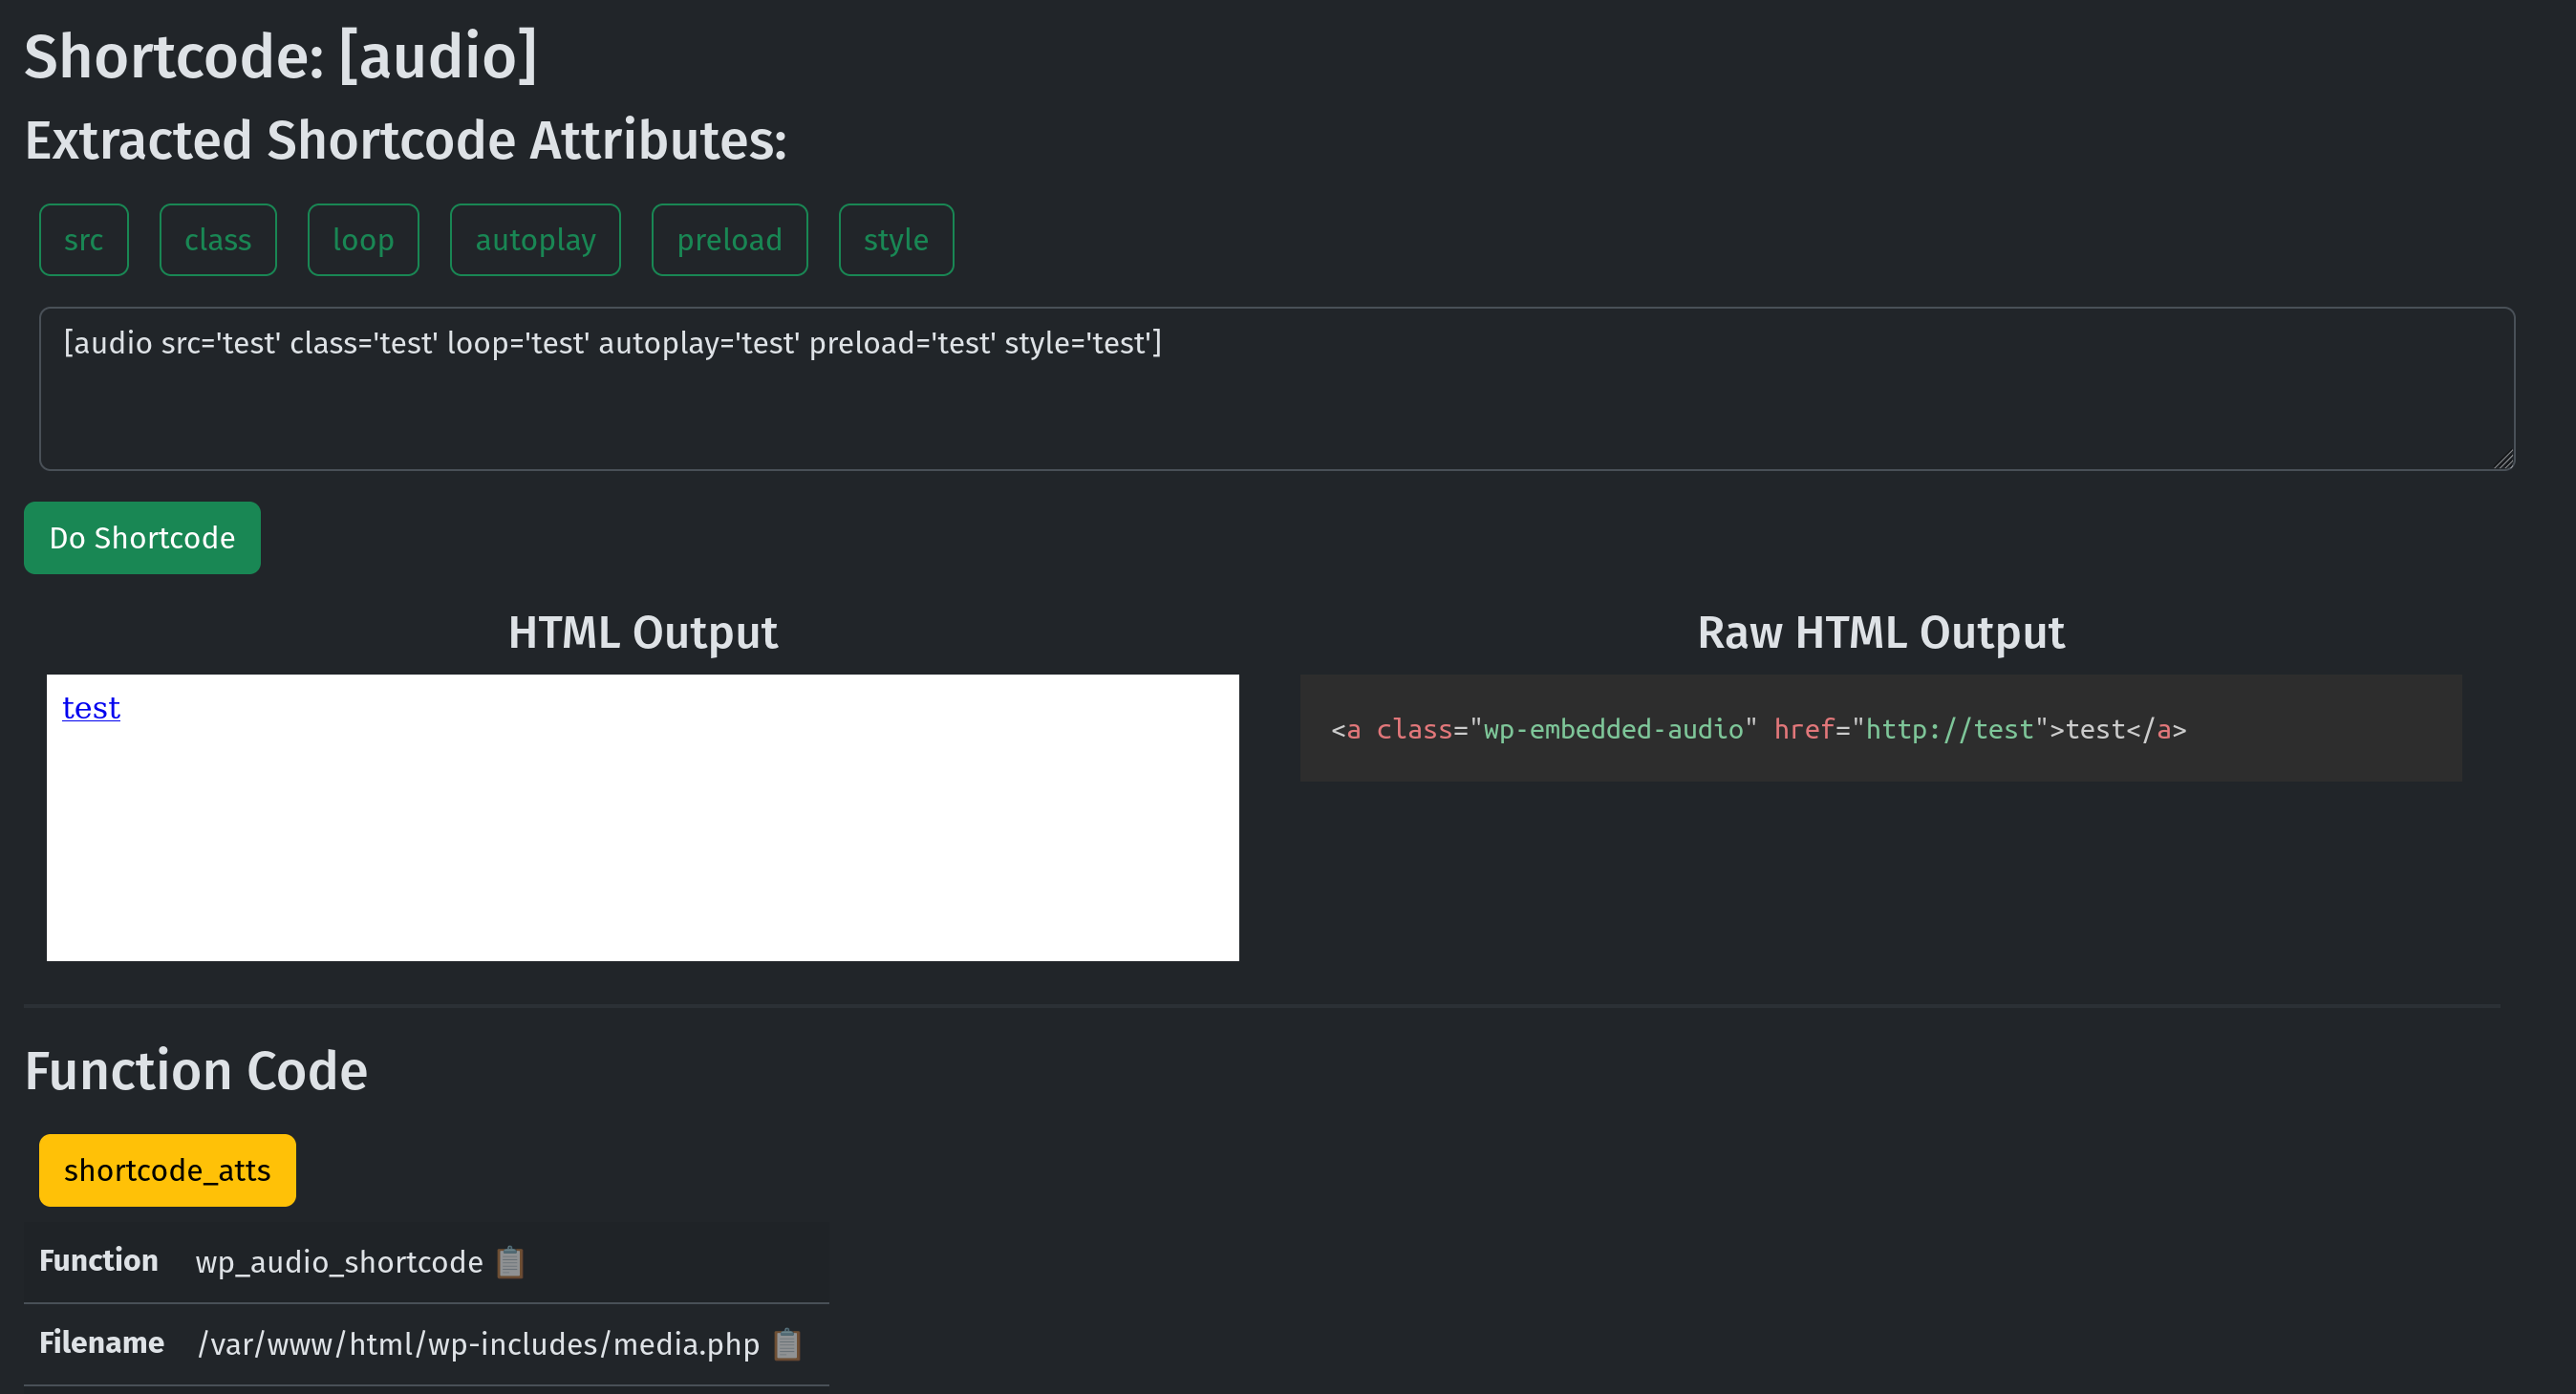 Shortcode: [audio]
Extracted Shortcode Attributes:
src class loop autoplay preload style
[audio src='test' class='test' loop='test' autoplay='test' preload='test' style='test']
Do Shortcode
HTML Output Raw HTML Output
test <a class="wp-embedded-audio" href="http://test">test</a>
Function Code
shortcode_atts
Function wp_audio_shortcode
Filename /var/www/html/wp-includes/media.php